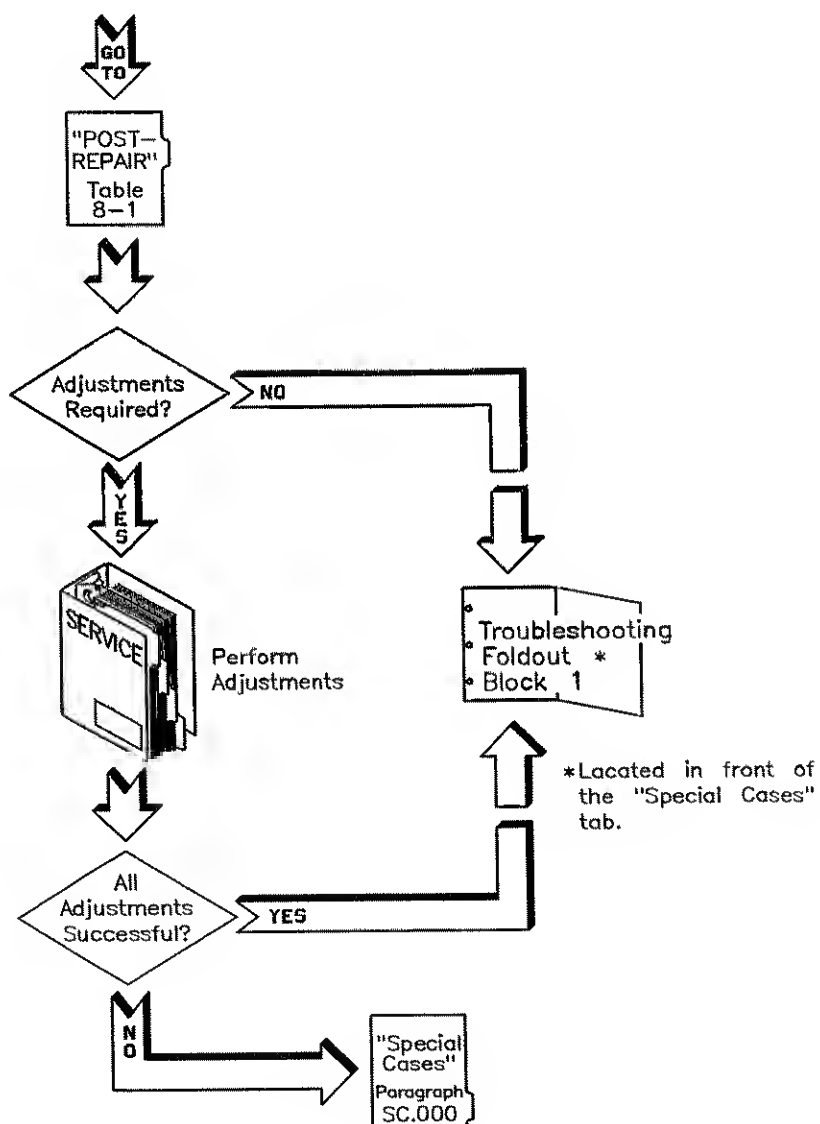 GO
TO
"POST-
REPAIR"
Table
8-1
Adjustments
Required?
NO
YES
SERVICE
Perform
Adjustments
Troubleshooting
Foldout *
Block 1
*Lacated in front of
the "Special Cases"
tab.
All
Adjustments
Successful?
YES
NO
"Special
Cases"
Paragraph
SC.000